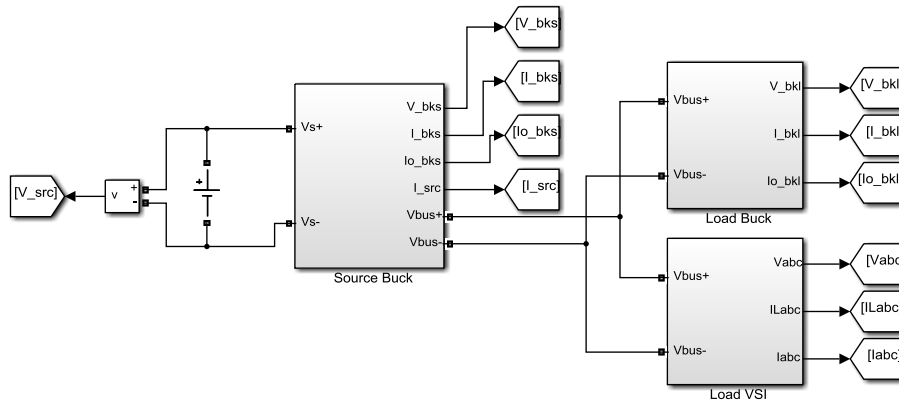 [V_src]
v
+
-
+
Vs+
Vs-
V_bks
I_bks
Io_bks
I_src
Vbus+
Vbus-
Source Buck
[V_bks]
[I_bks]
[Io_bks]
[I_src]
Vbus+
Vbus-
V_bkl
I_bkl
Io_bkl
Load Buck
[V_bkl
[I_bkl
[Io_bkl
Vbus+
Vbus-
Vabc
ILabc
Iabc
Load VSI
[Vabc
[ILabc
[Iabc]